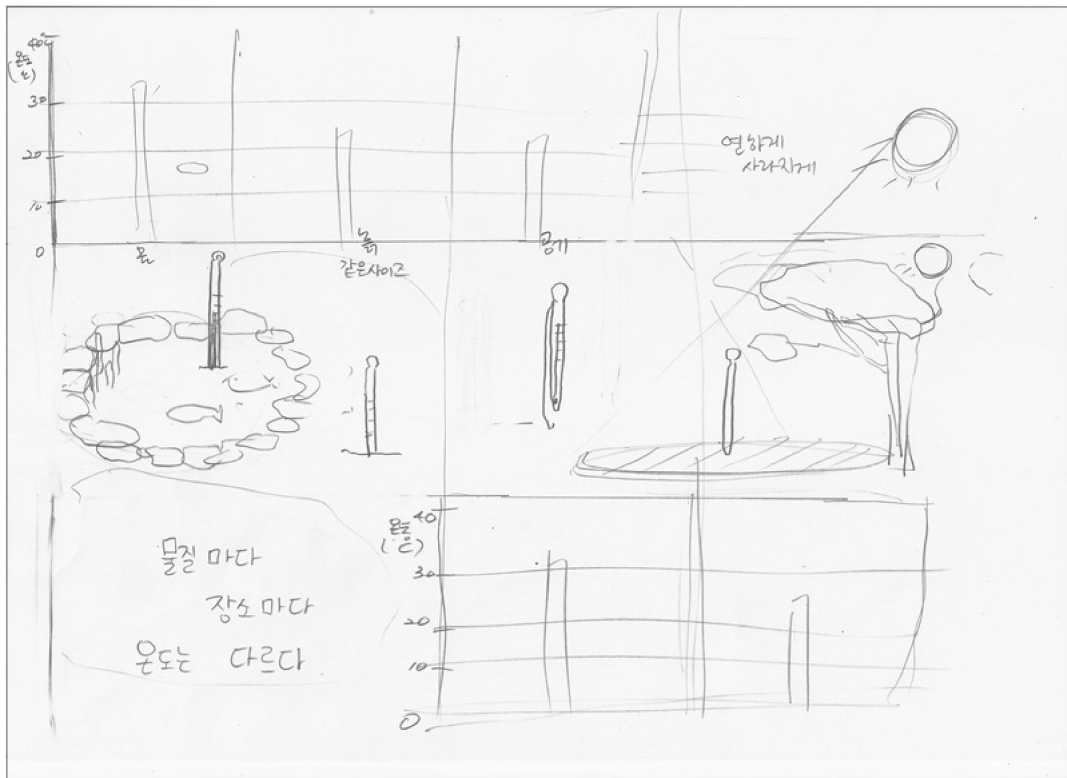 40℃
온도
(℃)
30
20
10
0
물
흙
공기
같은사이즈
연하게
사라지게
물질 마다
장소 마다
온도는 다르다
온도
(℃)
40
30
20
10
0